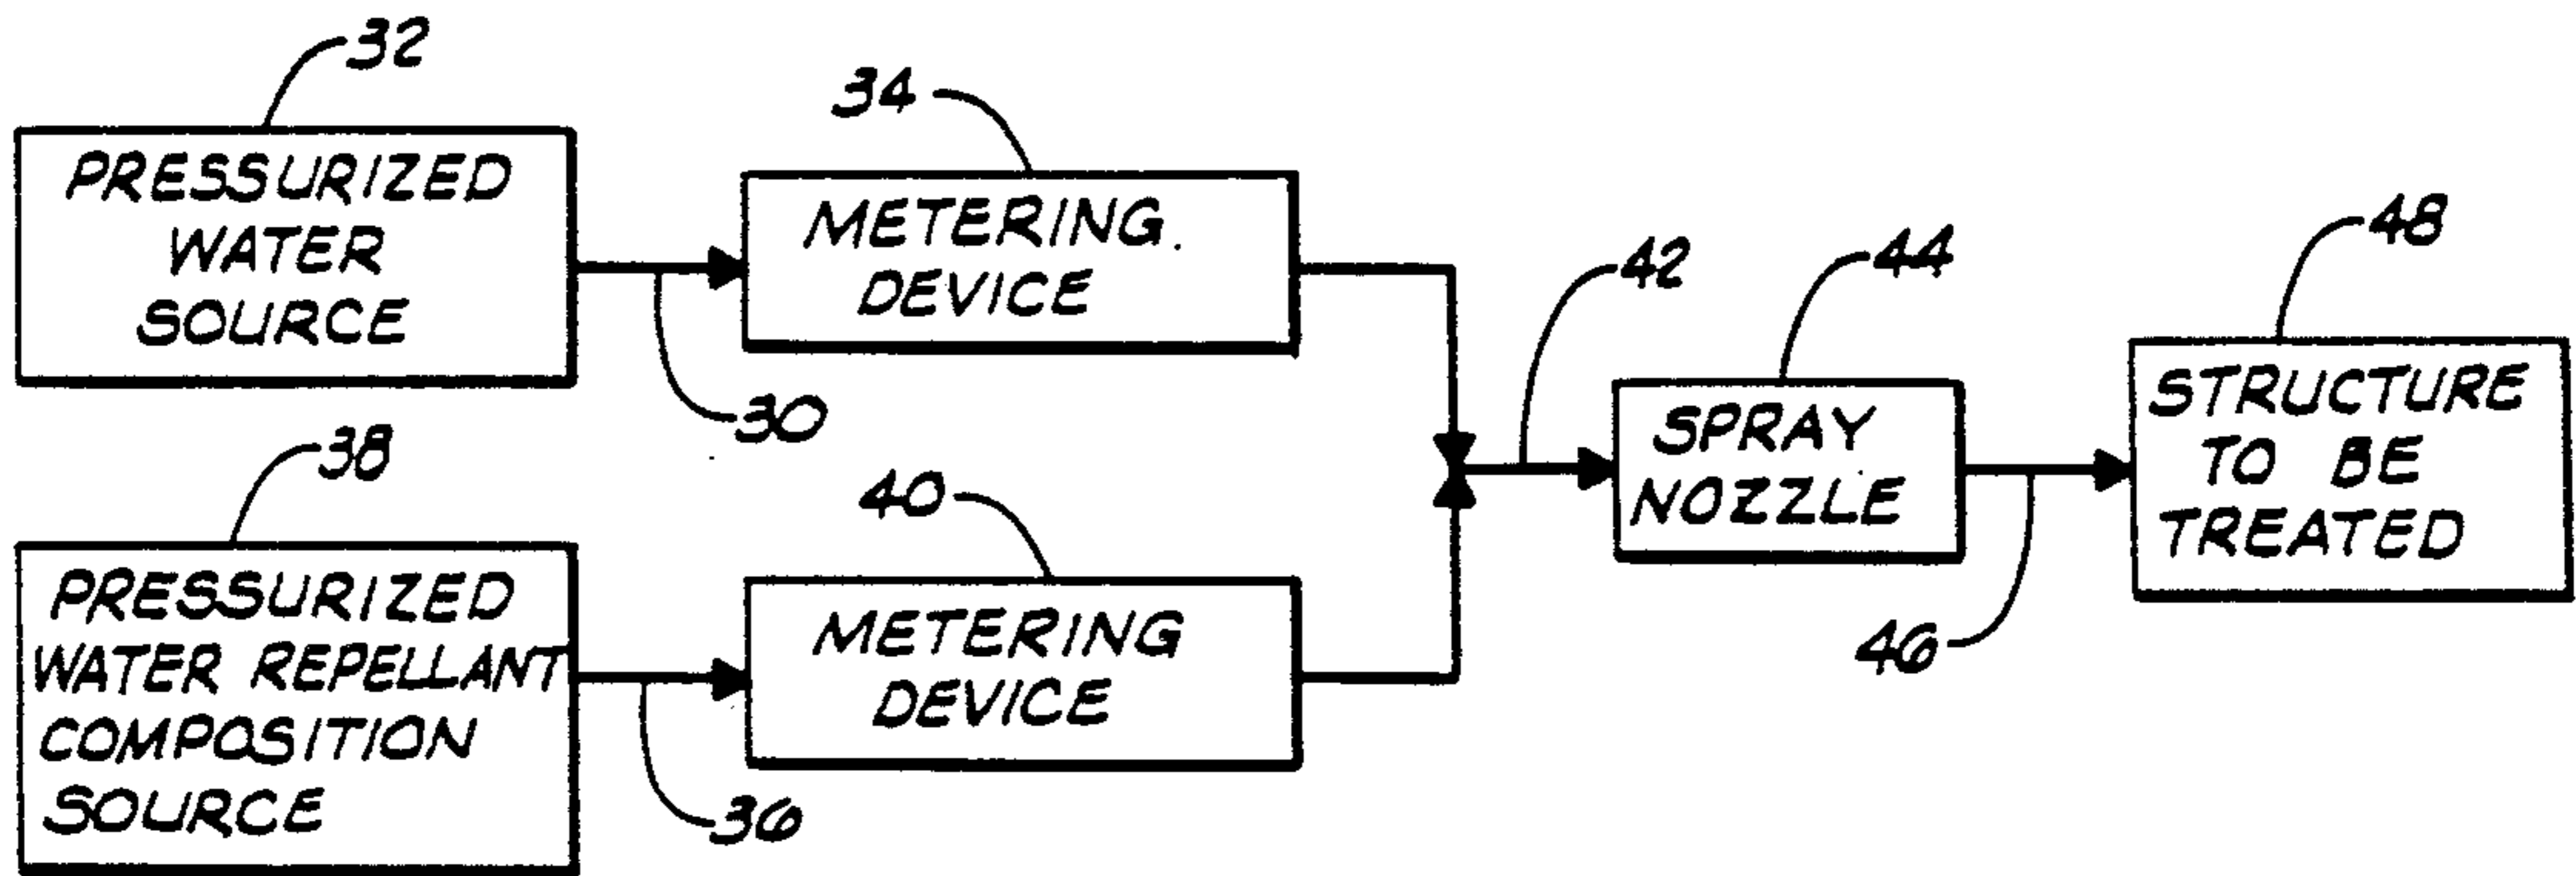 32
PRESSURIZED
WATER
SOURCE
30
34
METERING.
DEVICE
38
PRESSURIZED
WATER REPELLANT
COMPOSITION
SOURCE
36
40
METERING
DEVICE
42
44
SPRAY
NOZZLE
46
48
STRUCTURE
TO BE
TREATED